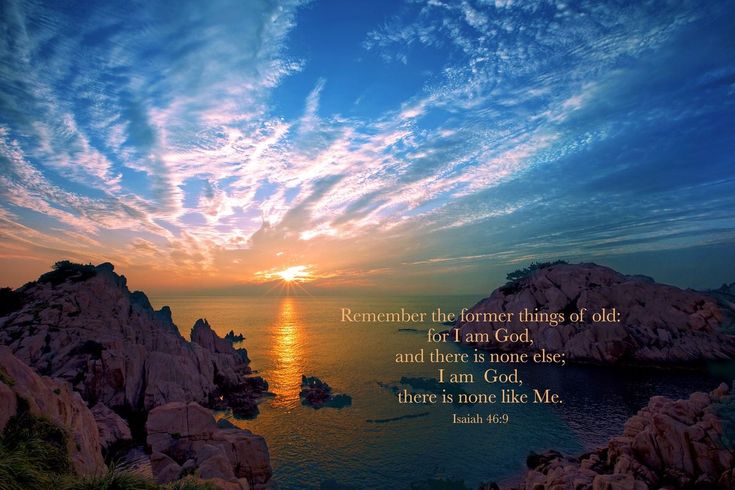 Remember the former things of old:
for I am God,
and there is none else;
I am God,
there is none like Me.
Isaiah 46:9